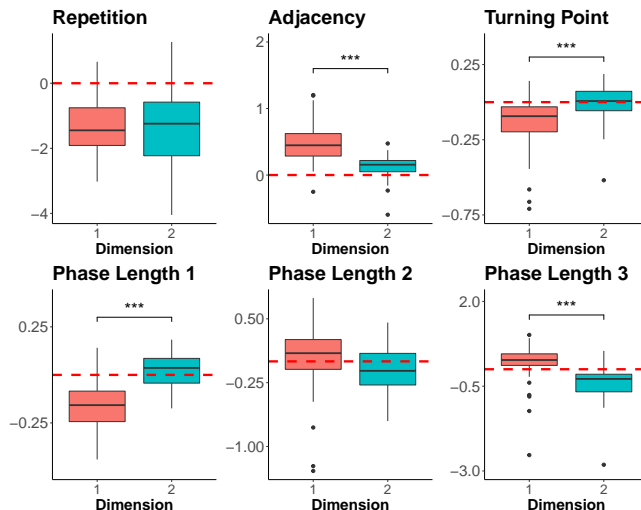 Repetition
0
−2
−4
1 2
Dimension
Adjacency
2
1
0
***
1 2
Dimension
Turning Point
0.25
−0.25
−0.75
***
1 2
Dimension
Phase Length 1
0.25
−0.25
***
1 2
Dimension
Phase Length 2
0.50
−0.25
−1.00
1 2
Dimension
Phase Length 3
2.0
−0.5
−3.0
***
1 2
Dimension